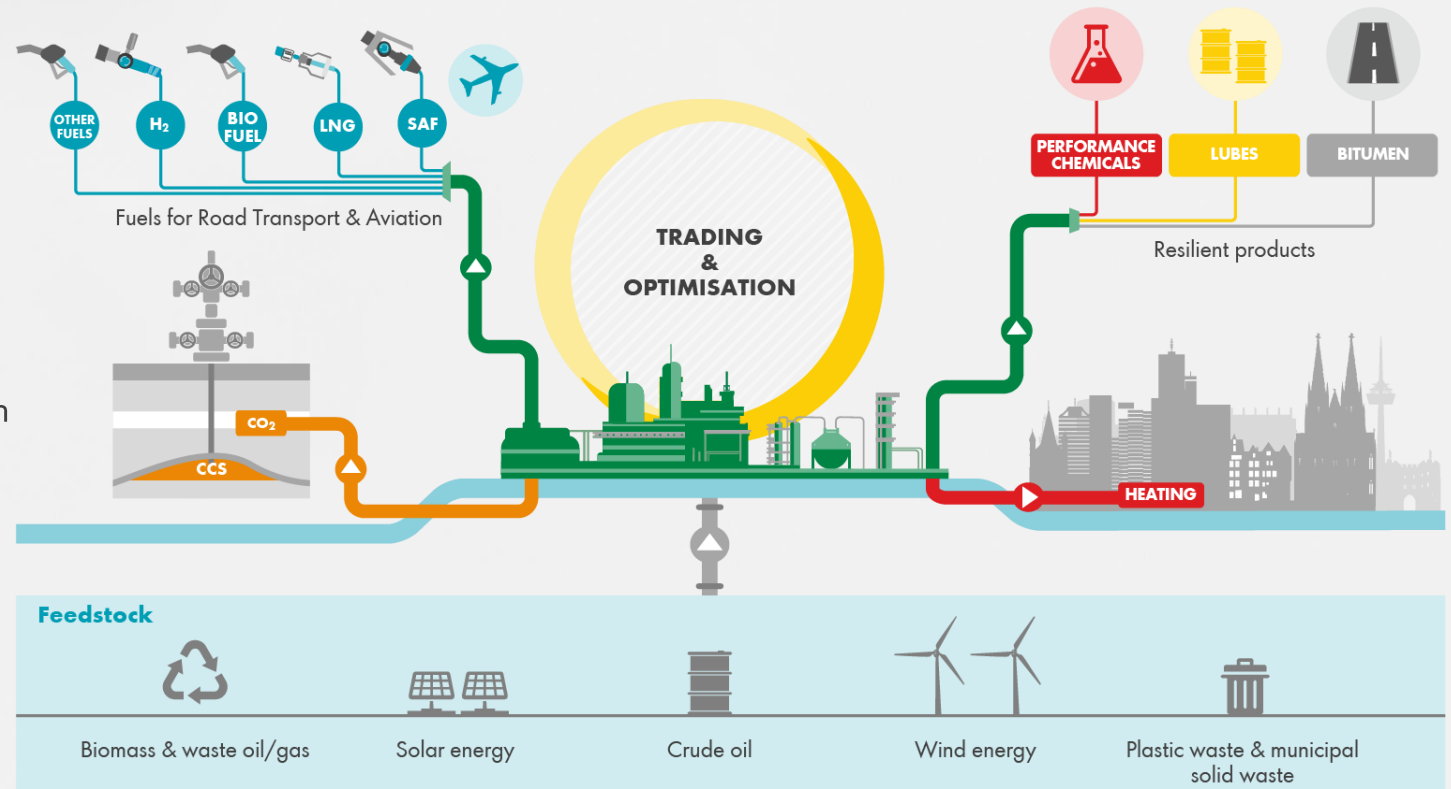 OTHER
FUELS
H₂
BIO
FUEL
LNG
SAF
Fuels for Road Transport & Aviation
TRADING
&
OPTIMISATION
PERFORMANCE
CHEMICALS
LUBES
BITUMEN
Resilient products
n
CO₂
CCS
HEATING
Feedstock
Biomass & waste oil/gas
Solar energy
Crude oil
Wind energy
Plastic waste & municipal
solid waste